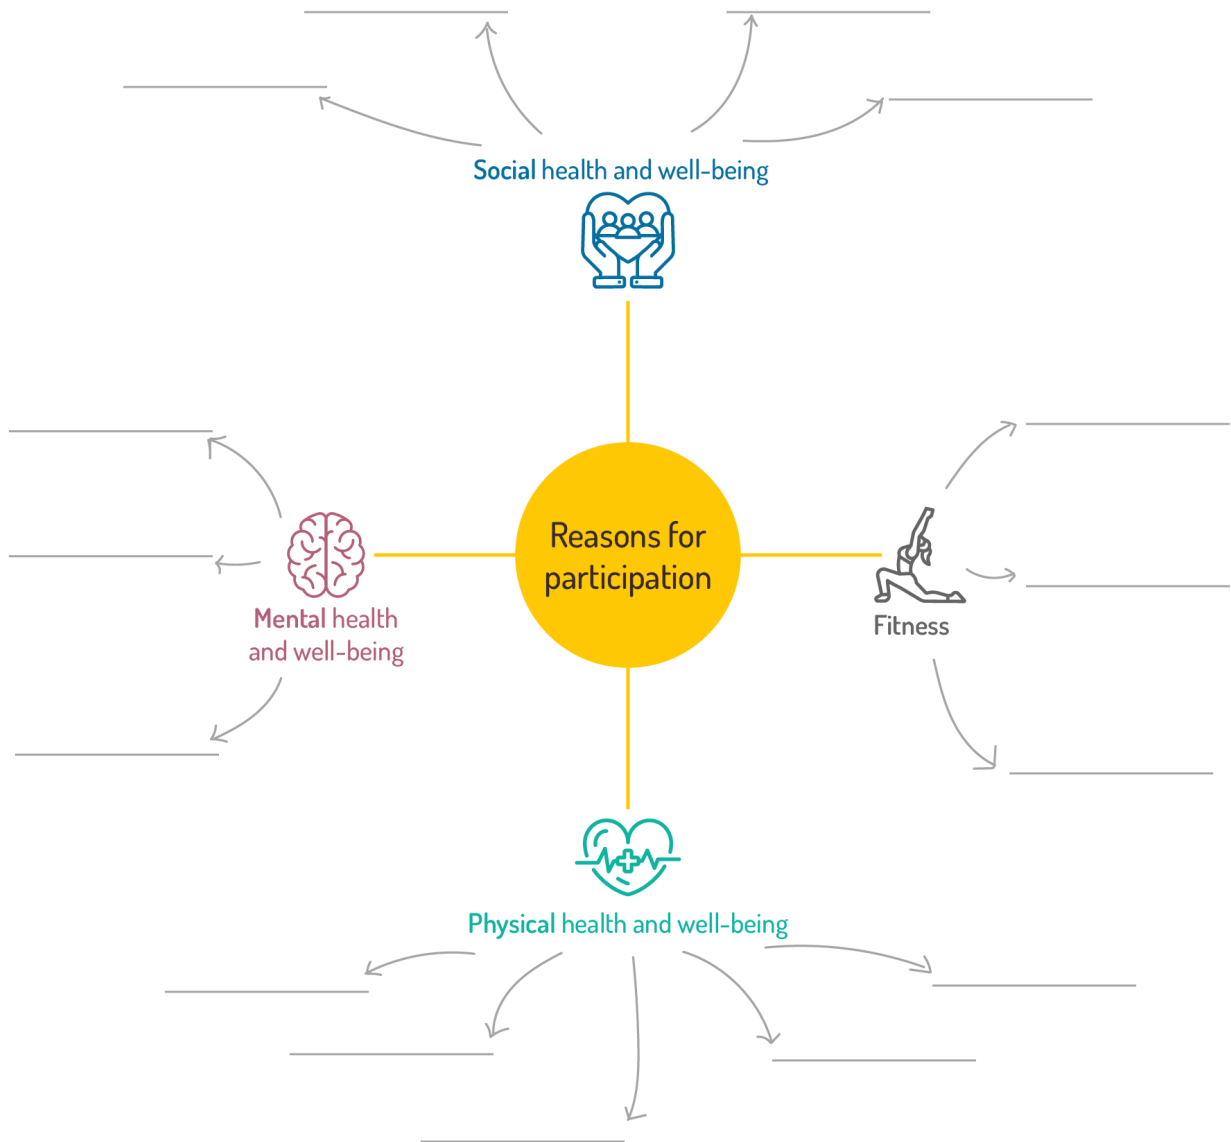 Social health and well-being
Reasons for
participation
Mental health
and well-being
Fitness
Physical health and well-being